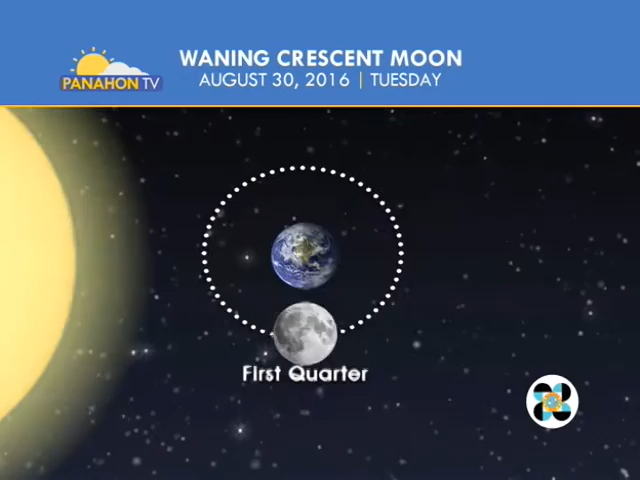 WANING CRESCENT MOON
AUGUST 30, 2016 | TUESDAY
PANAHON TV
First Quarter